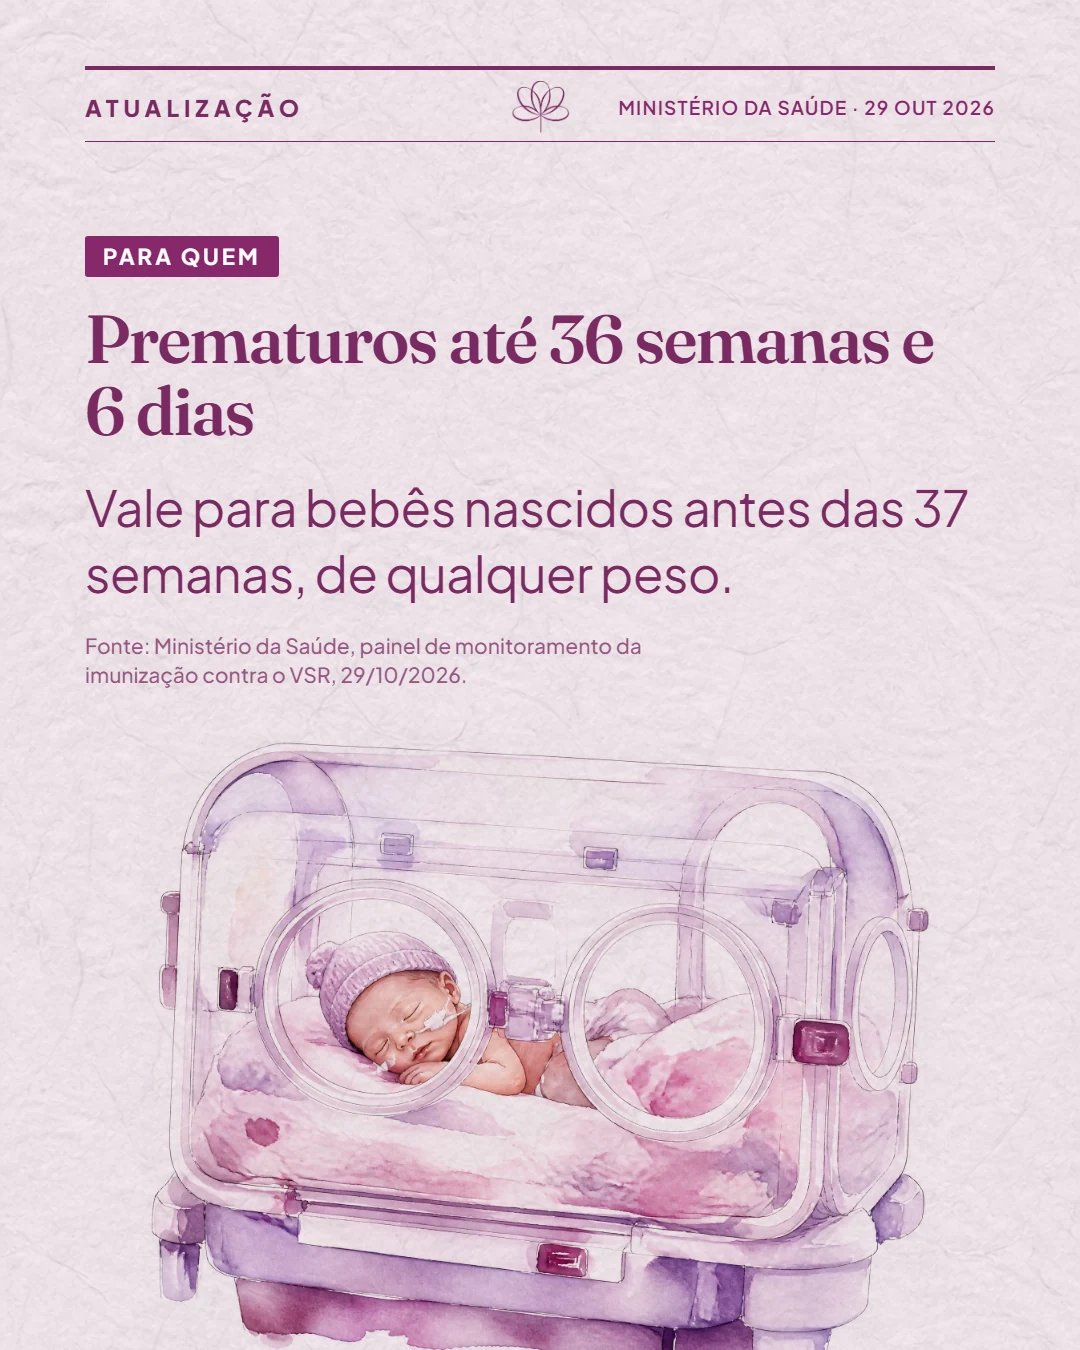 ATUALIZAÇÃO
MINISTÉRIO DA SAÚDE · 29 OUT 2026
PARA QUEM
Prematuros até 36 semanas e
6 dias
Vale para bebês nascidos antes das 37
semanas, de qualquer peso.
Fonte: Ministério da Saúde, painel de monitoramento da
imunização contra o VSR, 29/10/2026.